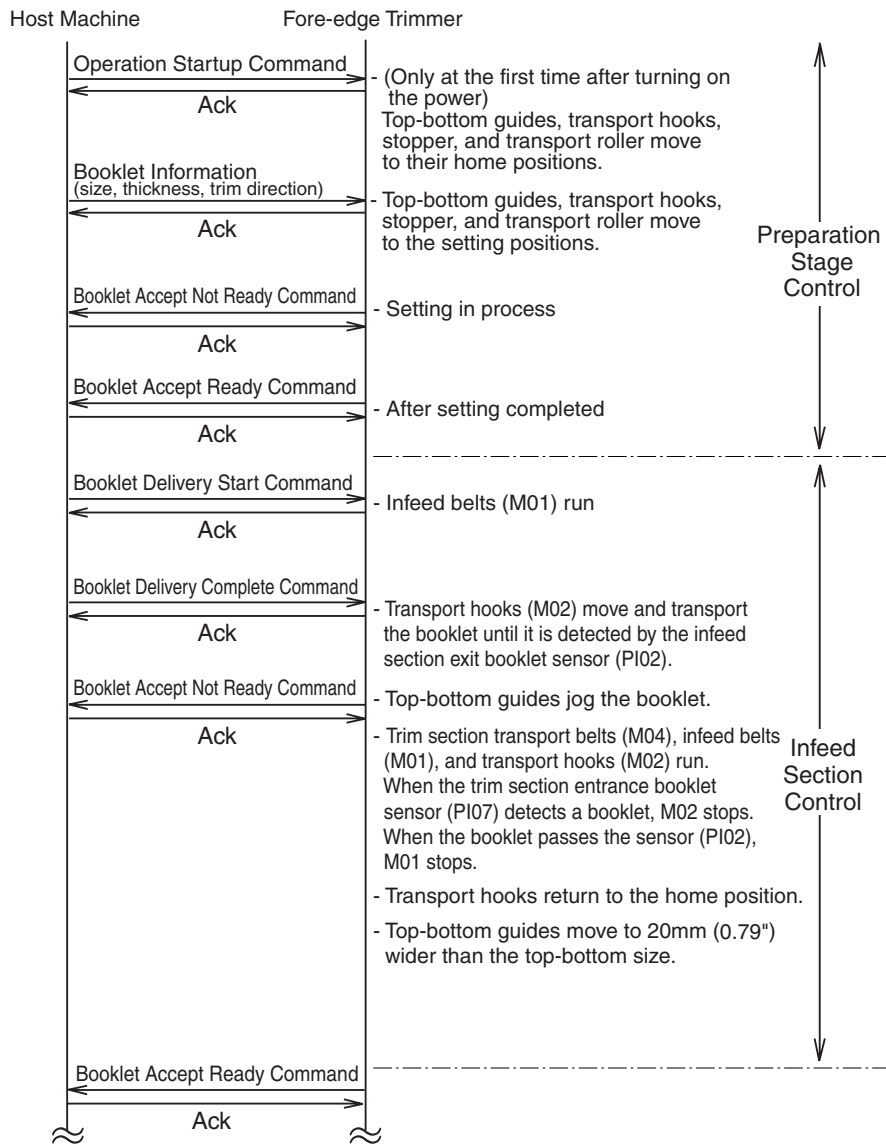 Host Machine
Fore-edge Trimmer
Operation Startup Command
Ack
- (Only at the first time after turning on
the power)
Top-bottom guides, transport hooks,
stopper, and transport roller move
to their home positions.
Booklet Information
(size, thickness, trim direction)
Ack
- Top-bottom guides, transport hooks,
stopper, and transport roller move
to the setting positions.
Preparation
Stage
Control
Booklet Accept Not Ready Command
- Setting in process
Ack
Booklet Accept Ready Command
- After setting completed
Ack
Booklet Delivery Start Command
- Infeed belts (M01) run
Ack
Booklet Delivery Complete Command
Ack
- Transport hooks (M02) move and transport
the booklet until it is detected by the infeed
section exit booklet sensor (PI02).
Booklet Accept Not Ready Command
- Top-bottom guides jog the booklet.
Ack
- Trim section transport belts (M04), infeed belts
(M01), and transport hooks (M02) run.
When the trim section entrance booklet
sensor (PI07) detects a booklet, M02 stops.
When the booklet passes the sensor (PI02),
M01 stops.
Infeed
Section
Control
- Transport hooks return to the home position.
- Top-bottom guides move to 20mm (0.79")
wider than the top-bottom size.
Booklet Accept Ready Command
Ack